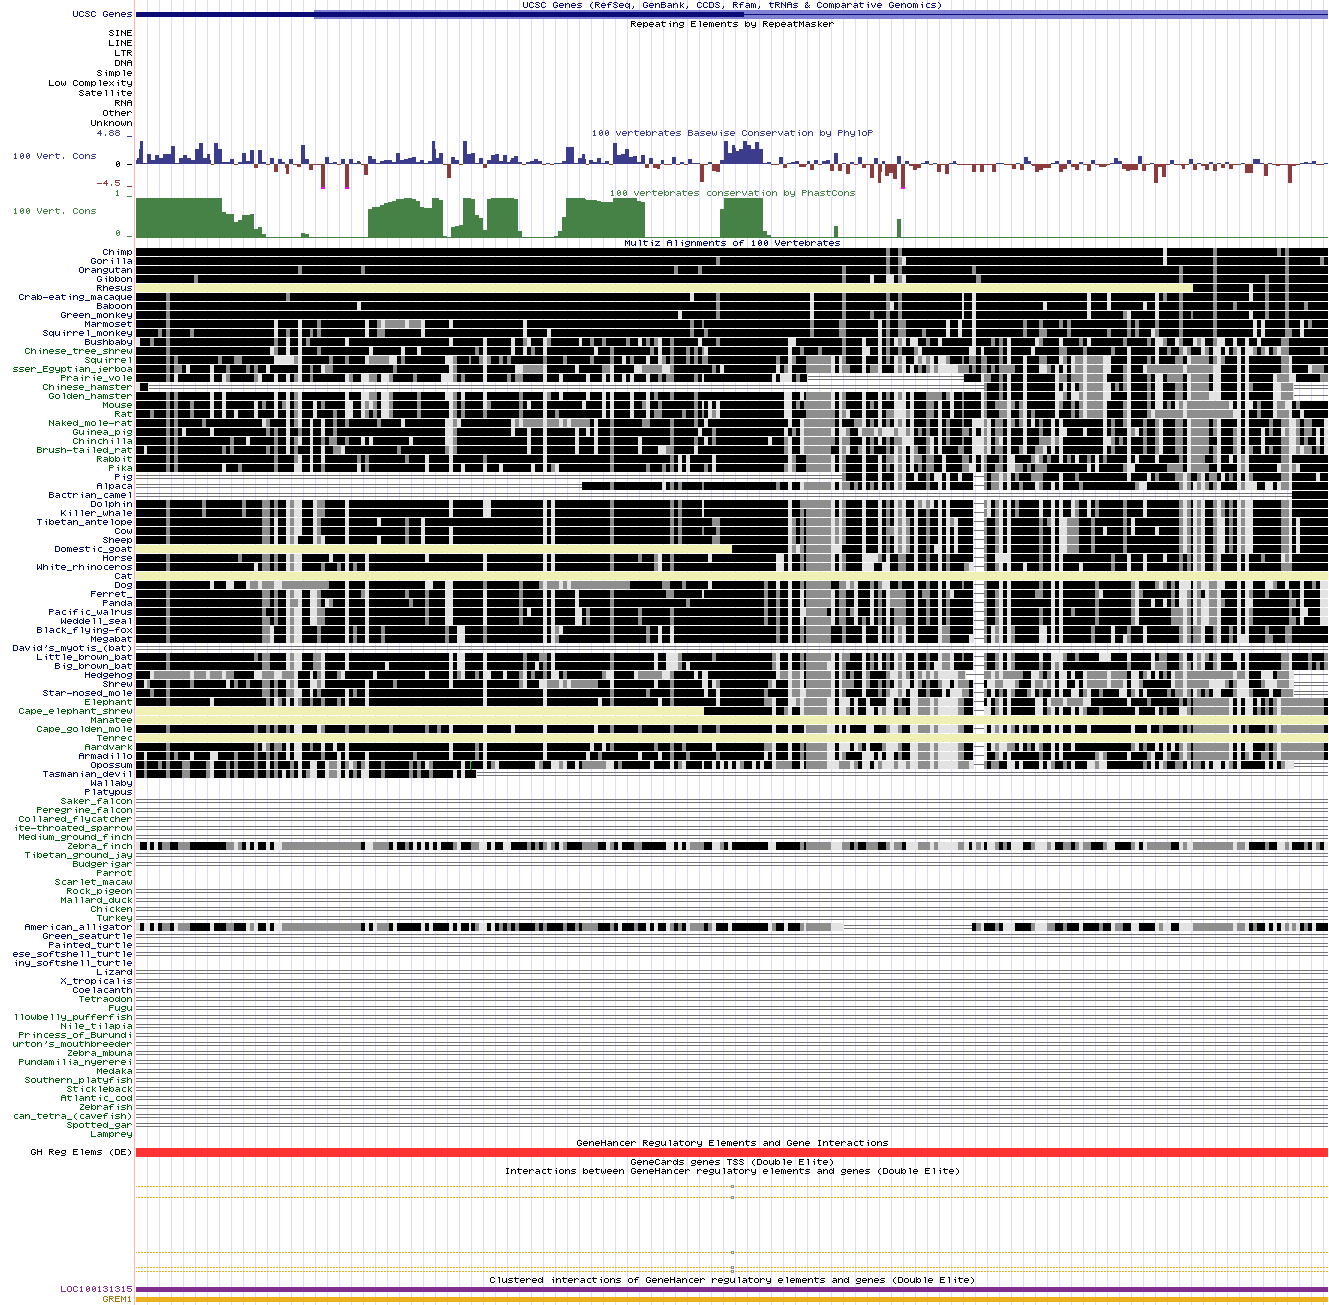 UCSC Genes (RefSeq, GenBank, CCDS, Rfam, tRNAs & Comparative Genomics)
UCSC Genes
Repeating Elements by RepeatMasker
SINE
LINE
LTR
DNA
Simple
Low Complexity
Satellite
RNA
Other
Unknown
4.88 _
100 vertebrates Basewise Conservation by PhyloP
100 Vert. Cons
0 _
-4.5 _
100 vertebrates conservation by PhastCons
1 _
100 Vert. Cons
0 _
Multiz Alignments of 100 Vertebrates
Chimp
Gorilla
Orangutan
Gibbon
Rhesus
Crab-eating_macaque
Baboon
Green_monkey
Marmoset
Squirrel_monkey
Bushbaby
Chinese_tree_shrew
Squirrel
sser_Egyptian_jerboa
Prairie_vole
Chinese_hamster
Golden_hamster
Mouse
Rat
Naked_mole-rat
Guinea_pig
Chinchilla
Brush-tailed_rat
Rabbit
Pika
Pig
Alpaca
Bactrian_camel
Dolphin
Killer_whale
Tibetan_antelope
Cow
Sheep
Domestic_goat
Horse
White_rhinoceros
Cat
Dog
Ferret_
Panda
Pacific_walrus
Weddell_seal
Black_flying-fox
Megabat
David's_myotis_(bat)
Little_brown_bat
Big_brown_bat
Hedgehog
Shrew
Star-nosed_mole
Elephant
Cape_elephant_shrew
Manatee
Cape_golden_mole
Tenrec
Aardvark
Armadillo
Opossum
Tasmanian_devil
Wallaby
Platypus
Saker_falcon
Peregrine_falcon
Collared_flycatcher
ite-throated_sparrow
Medium_ground_finch
Zebra_finch
Tibetan_ground_jay
Budgerigar
Parrot
Scarlet_macaw
Rock_pigeon
Mallard_duck
Chicken
Turkey
American_alligator
Green_seaturtle
Painted_turtle
ese_softshell_turtle
iny_softshell_turtle
Lizard
X_tropicalis
Coelacanth
Tetraodon
Fugu
llowbelly_pufferfish
Nile_tilapia
Princess_of_Burundi
urton's_mouthbreeder
Zebra_mbuna
Pundamilia_nyererei
Medaka
Southern_platyfish
Stickleback
Atlantic_cod
Zebrafish
can_tetra_(cavefish)
Spotted_gar
Lamprey
GeneHancer Regulatory Elements and Gene Interactions
GH Reg Elems (DE)
GeneCards genes TSS (Double Elite)
Interactions between GeneHancer regulatory elements and genes (Double Elite)
Clustered interactions of GeneHancer regulatory elements and genes (Double Elite)
LOC100131315
GREM1